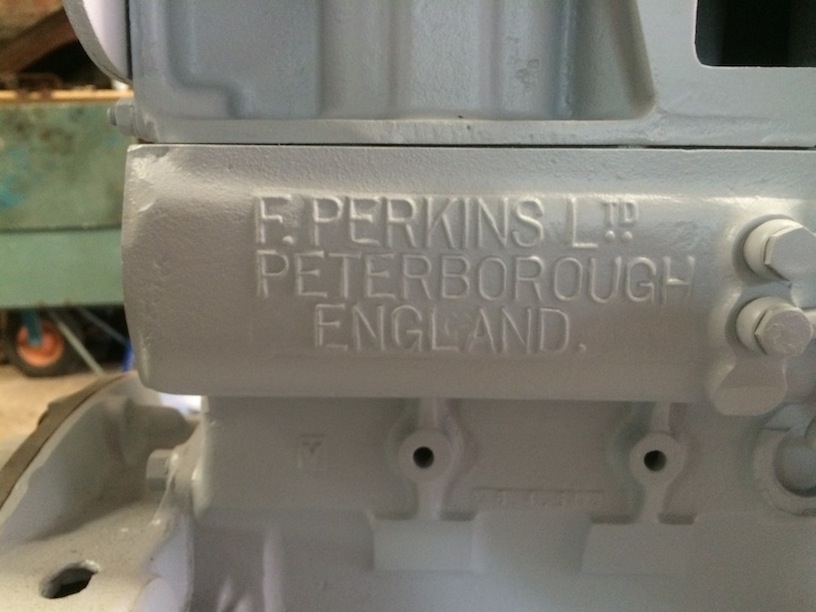 F. PERKINS LTD
PETERBOROUGH
ENGLAND.